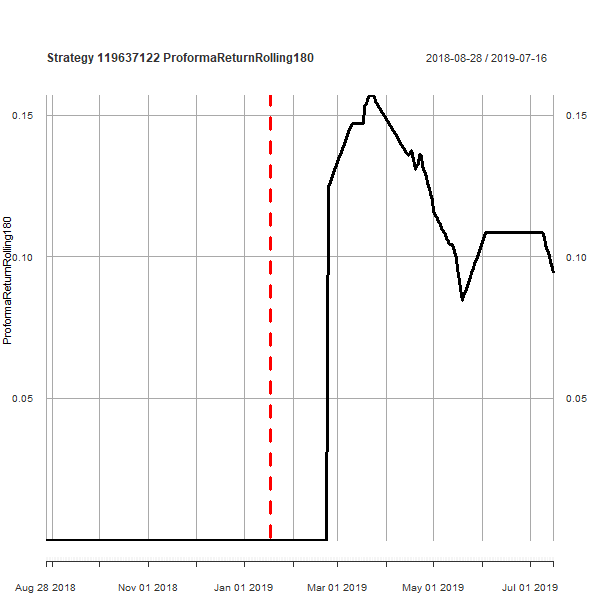 Strategy 119637122 ProformaReturnRolling180
2018-08-28 / 2019-07-16
0.15
0.15
ProformaReturnRolling180
0.10
0.10
0.05
0.05
Aug 28 2018
Nov 01 2018
Jan 01 2019
Mar 01 2019
May 01 2019
Jul 01 2019